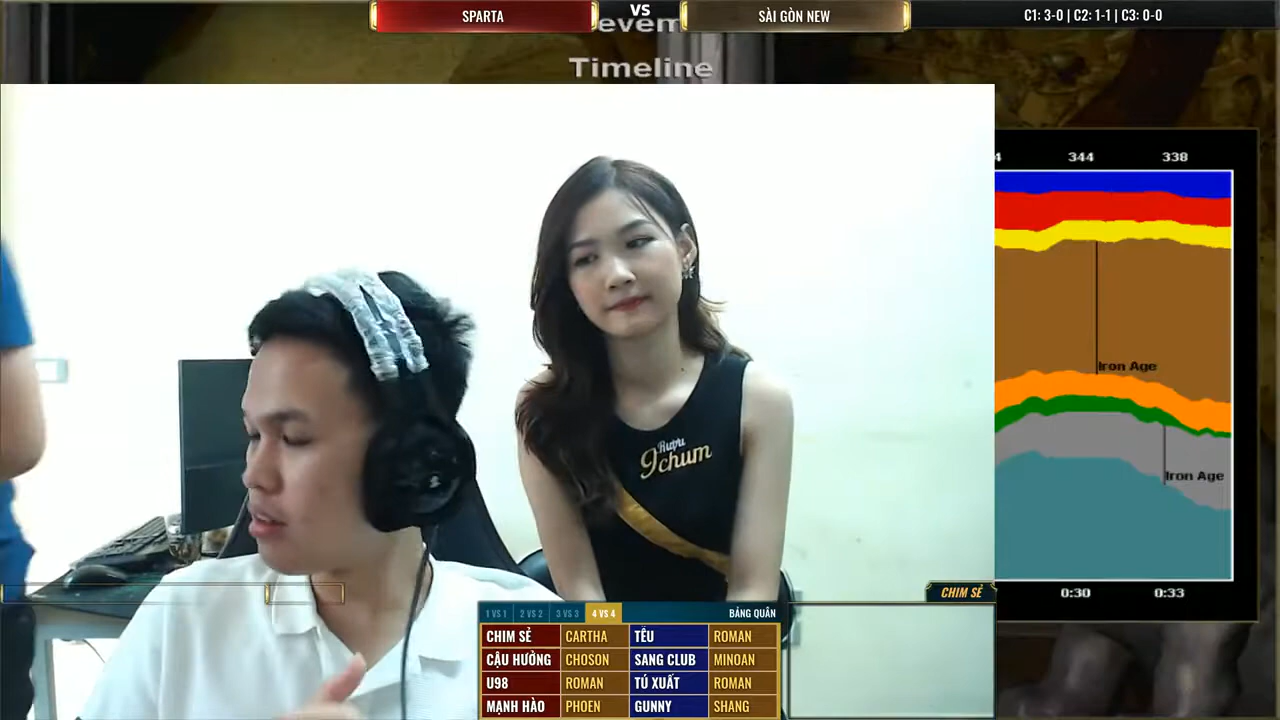 SPARTA
VS
SÀI GÒN NEW
C1: 3-0 | C2: 1-1 | C3: 0-0
Timeline
344
338
Iron Age
Iron Age
0:30
0:33
Rượu
9chum
CHIM SẺ
1 VS 1
2 VS 2
3 VS 3
4 VS 4
BẢNG QUÂN
CHIM SẺ CARTHA TỄU ROMAN
CẬU HƯỞNG CHOSON SANG CLUB MINOAN
U98 ROMAN TÚ XUẤT ROMAN
MẠNH HÀO PHOEN GUNNY SHANG